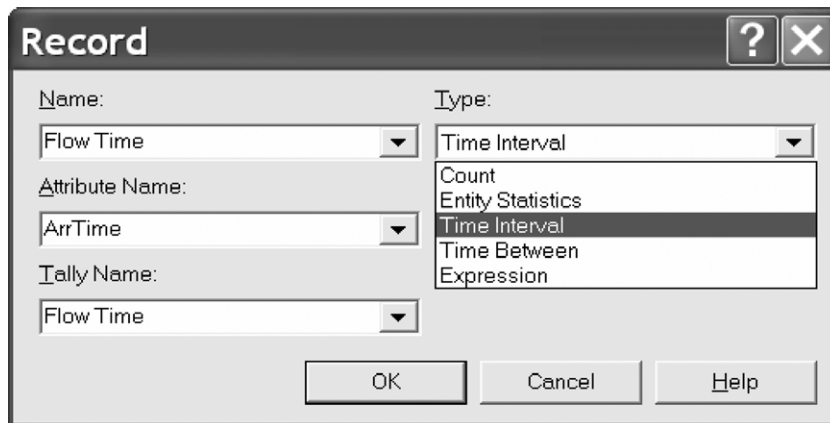 Record
?
Name:
Type:
Flow Time
Time Interval
Attribute Name:
Count
Entity Statistics
ArrTime
Time Interval
Time Between
Tally Name:
Expression
Flow Time
OK
Cancel
Help